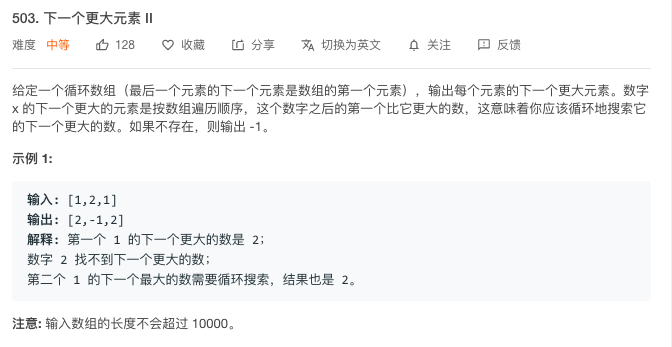 503. 下一个更大元素 II
难度 中等 128 收藏 分享 切换为英文 关注 反馈
给定一个循环数组（最后一个元素的下一个元素是数组的第一个元素），输出每个元素的下一个更大元素。数字
x 的下一个更大的元素是按数组遍历顺序，这个数字之后的第一个比它更大的数，这意味着你应该循环地搜索它
的下一个更大的数。如果不存在，则输出 -1。
示例 1:
输入: [1,2,1]
输出: [2,-1,2]
解释: 第一个 1 的下一个更大的数是 2；
数字 2 找不到下一个更大的数；
第二个 1 的下一个最大的数需要循环搜索，结果也是 2。
注意: 输入数组的长度不会超过 10000。